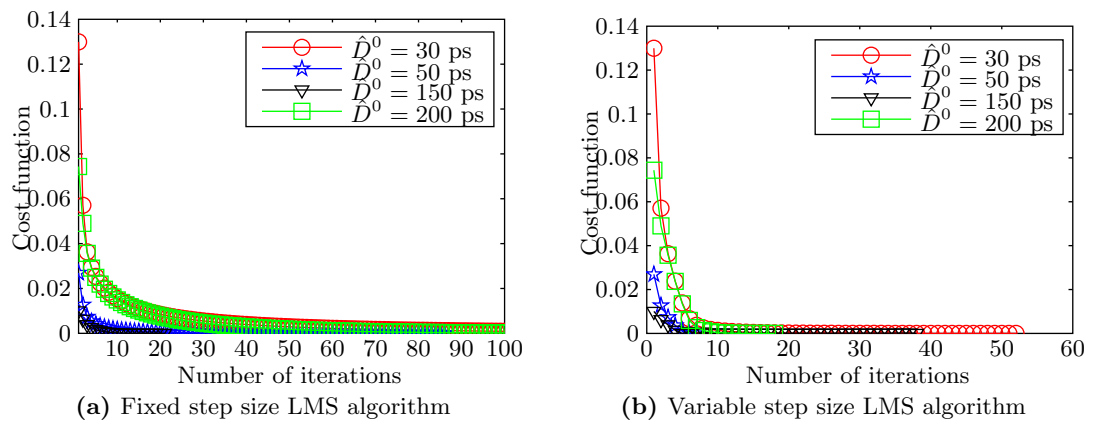 0.14
0.12
0.1
0.08
0.06
0.04
0.02
0
Cost function
D̂⁰ = 30 ps
D̂⁰ = 50 ps
D̂⁰ = 150 ps
D̂⁰ = 200 ps
10 20 30 40 50 60 70 80 90 100
Number of iterations
(a) Fixed step size LMS algorithm
0.14
0.12
0.1
0.08
0.06
0.04
0.02
0
Cost function
D̂⁰ = 30 ps
D̂⁰ = 50 ps
D̂⁰ = 150 ps
D̂⁰ = 200 ps
0 10 20 30 40 50 60
Number of iterations
(b) Variable step size LMS algorithm